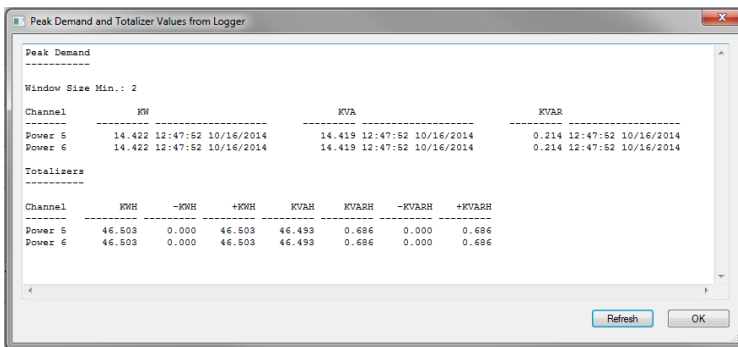 Peak Demand and Totalizer Values from Logger
Peak Demand
-----------
Window Size Min.: 2
Channel KW KVA KVAR
------- --------- -------------------- --------- -------------------- --------- --------------------
Power 5 14.422 12:47:52 10/16/2014 14.419 12:47:52 10/16/2014 0.214 12:47:52 10/16/2014
Power 6 14.422 12:47:52 10/16/2014 14.419 12:47:52 10/16/2014 0.214 12:47:52 10/16/2014
Totalizers
----------
Channel KWH -KWH +KWH KVAH KVARH -KVARH +KVARH
------- --------- --------- --------- --------- --------- --------- ---------
Power 5 46.503 0.000 46.503 46.493 0.686 0.000 0.686
Power 6 46.503 0.000 46.503 46.493 0.686 0.000 0.686
Refresh OK